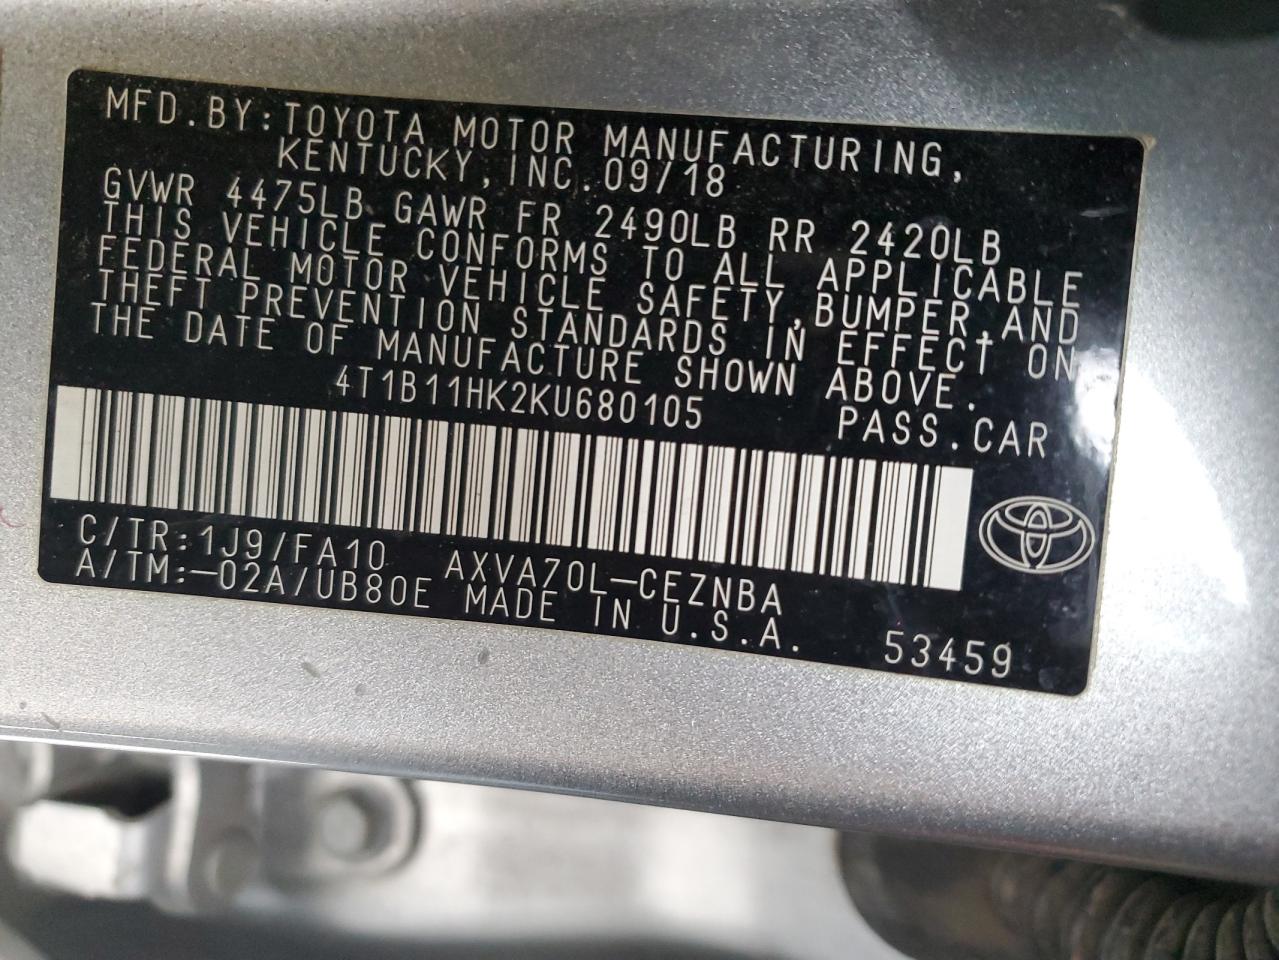 MFD.BY:TOYOTA MOTOR MANUFACTURING,
KENTUCKY,INC.09/18
GVWR 4475LB GAWR FR 2490LB RR 2420LB
THIS VEHICLE CONFORMS TO ALL APPLICABLE
FEDERAL MOTOR VEHICLE SAFETY,BUMPER,AND
THEFT PREVENTION STANDARDS IN EFFECT ON
THE DATE OF MANUFACTURE SHOWN ABOVE.
4T1B11HK2KU680105 PASS.CAR
C/TR:1J9/FA10 AXVA70L-CEZNBA
A/TM:-02A/UB80E MADE IN U.S.A. 53459